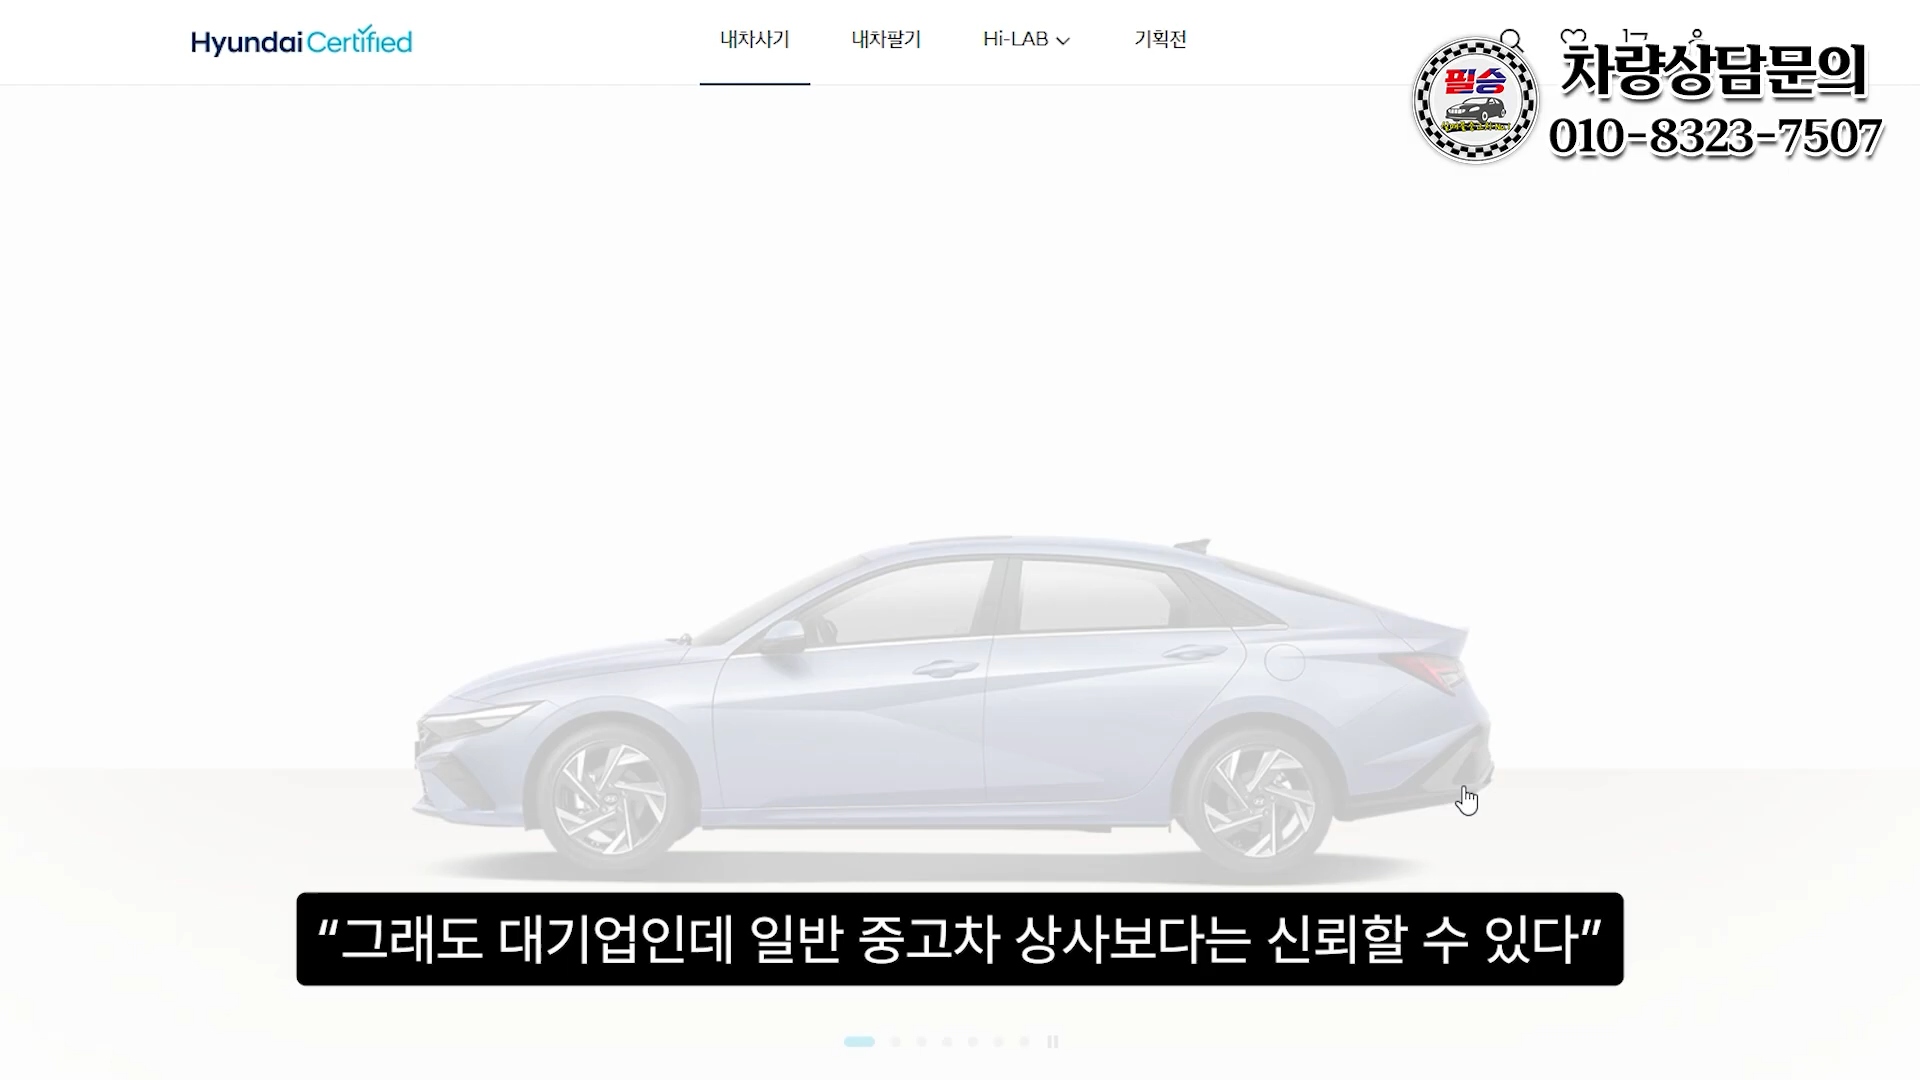 Hyundai Certified
내차사기
내차팔기
Hi-LAB
기획전
필승
차량상담문의
010-8323-7507
“그래도 대기업인데 일반 중고차 상사보다는 신뢰할 수 있다”